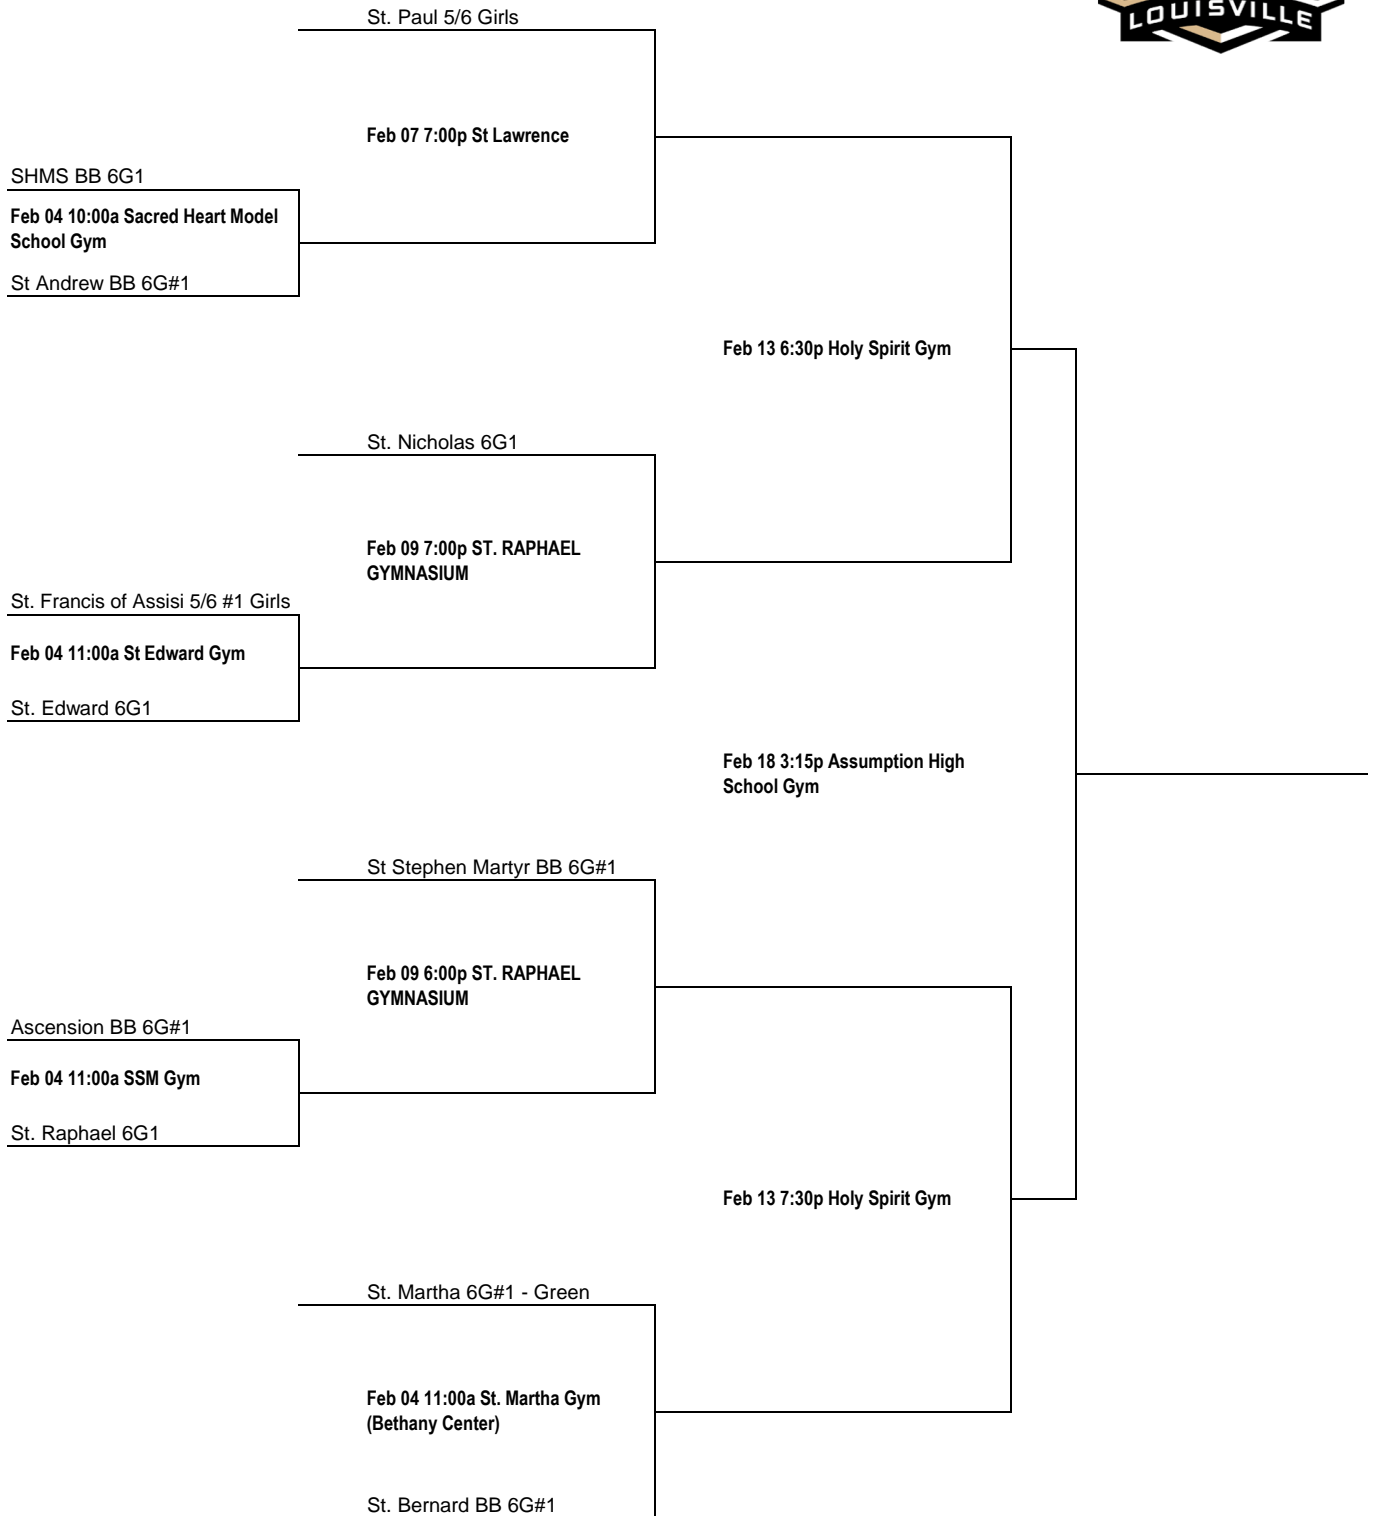 LOUISVILLE
St. Paul 5/6 Girls
Feb 07 7:00p St Lawrence
SHMS BB 6G1
Feb 04 10:00a Sacred Heart Model
School Gym
St Andrew BB 6G#1
Feb 13 6:30p Holy Spirit Gym
St. Nicholas 6G1
Feb 09 7:00p ST. RAPHAEL
GYMNASIUM
St. Francis of Assisi 5/6 #1 Girls
Feb 04 11:00a St Edward Gym
St. Edward 6G1
Feb 18 3:15p Assumption High
School Gym
St Stephen Martyr BB 6G#1
Feb 09 6:00p ST. RAPHAEL
GYMNASIUM
Ascension BB 6G#1
Feb 04 11:00a SSM Gym
St. Raphael 6G1
Feb 13 7:30p Holy Spirit Gym
St. Martha 6G#1 - Green
Feb 04 11:00a St. Martha Gym
(Bethany Center)
St. Bernard BB 6G#1